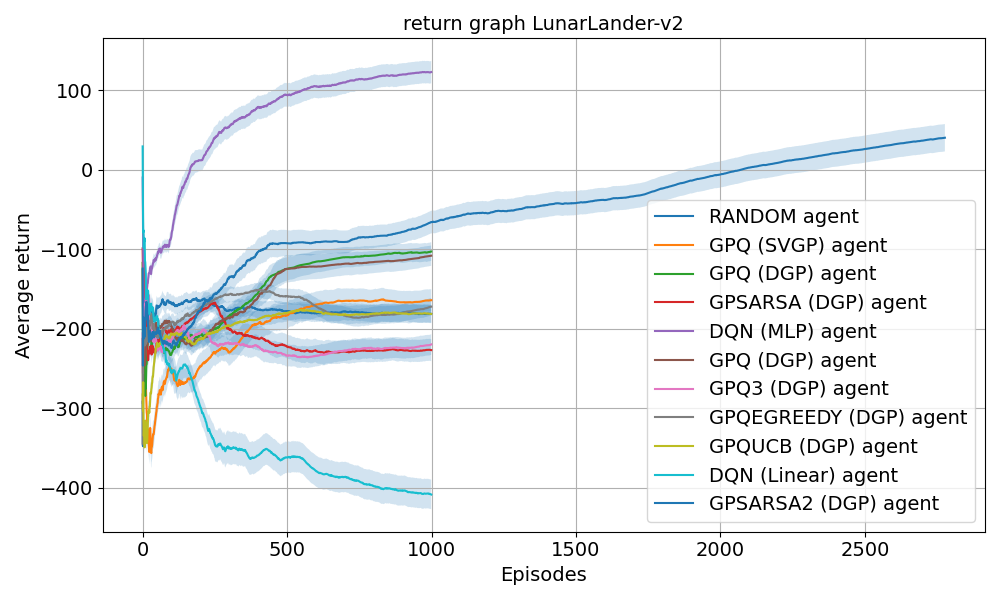 return graph LunarLander-v2
Average return
100
0
−100
−200
−300
−400
RANDOM agent
GPQ (SVGP) agent
GPQ (DGP) agent
GPSARSA (DGP) agent
DQN (MLP) agent
GPQ (DGP) agent
GPQ3 (DGP) agent
GPQEGREEDY (DGP) agent
GPQUCB (DGP) agent
DQN (Linear) agent
GPSARSA2 (DGP) agent
0 500 1000 1500 2000 2500
Episodes